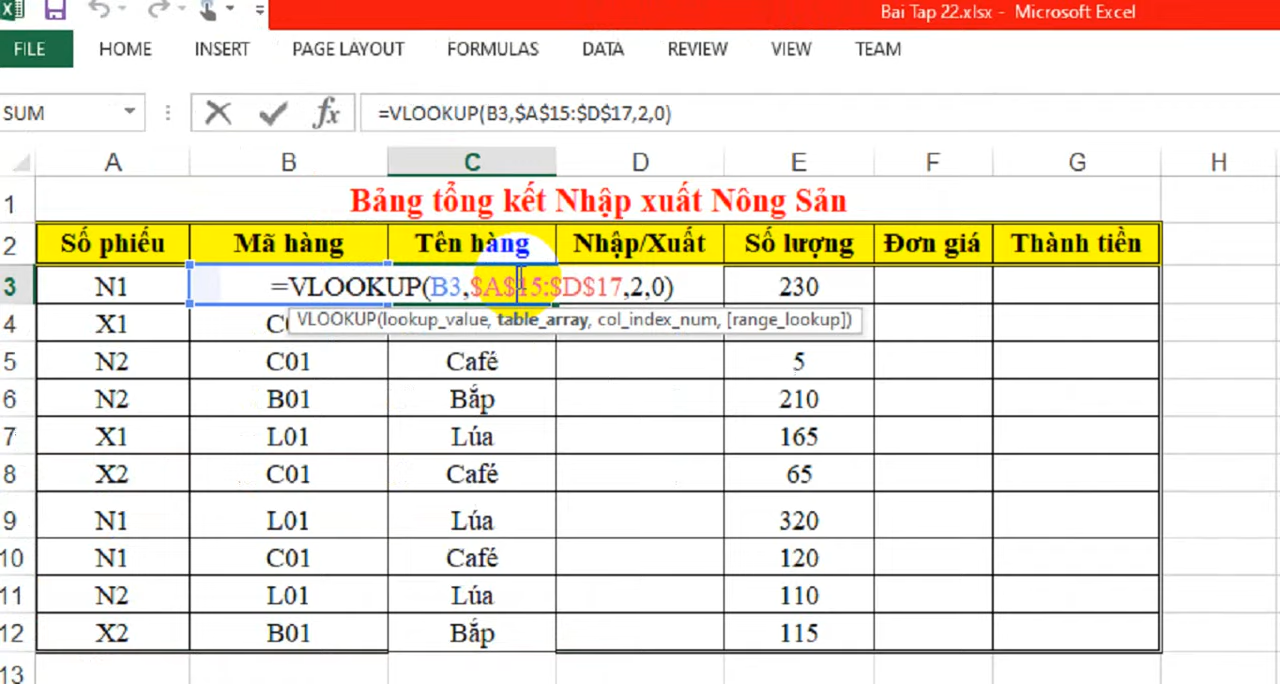 Bai Tap 22.xlsx - Microsoft Excel
FILE HOME INSERT PAGE LAYOUT FORMULAS DATA REVIEW VIEW TEAM
SUM fx =VLOOKUP(B3,$A$15:$D$17,2,0)
A B C D E F G H
1 Bảng tổng kết Nhập xuất Nông Sản
2 Số phiếu Mã hàng Tên hàng Nhập/Xuất Số lượng Đơn giá Thành tiền
3 N1 =VLOOKUP(B3,$A$15:$D$17,2,0) 230
4 X1 VLOOKUP(lookup_value, table_array, col_index_num, [range_lookup])
5 N2 C01 Café 5
6 N2 B01 Bắp 210
7 X1 L01 Lúa 165
8 X2 C01 Café 65
9 N1 L01 Lúa 320
10 N1 C01 Café 120
11 N2 L01 Lúa 110
12 X2 B01 Bắp 115
13